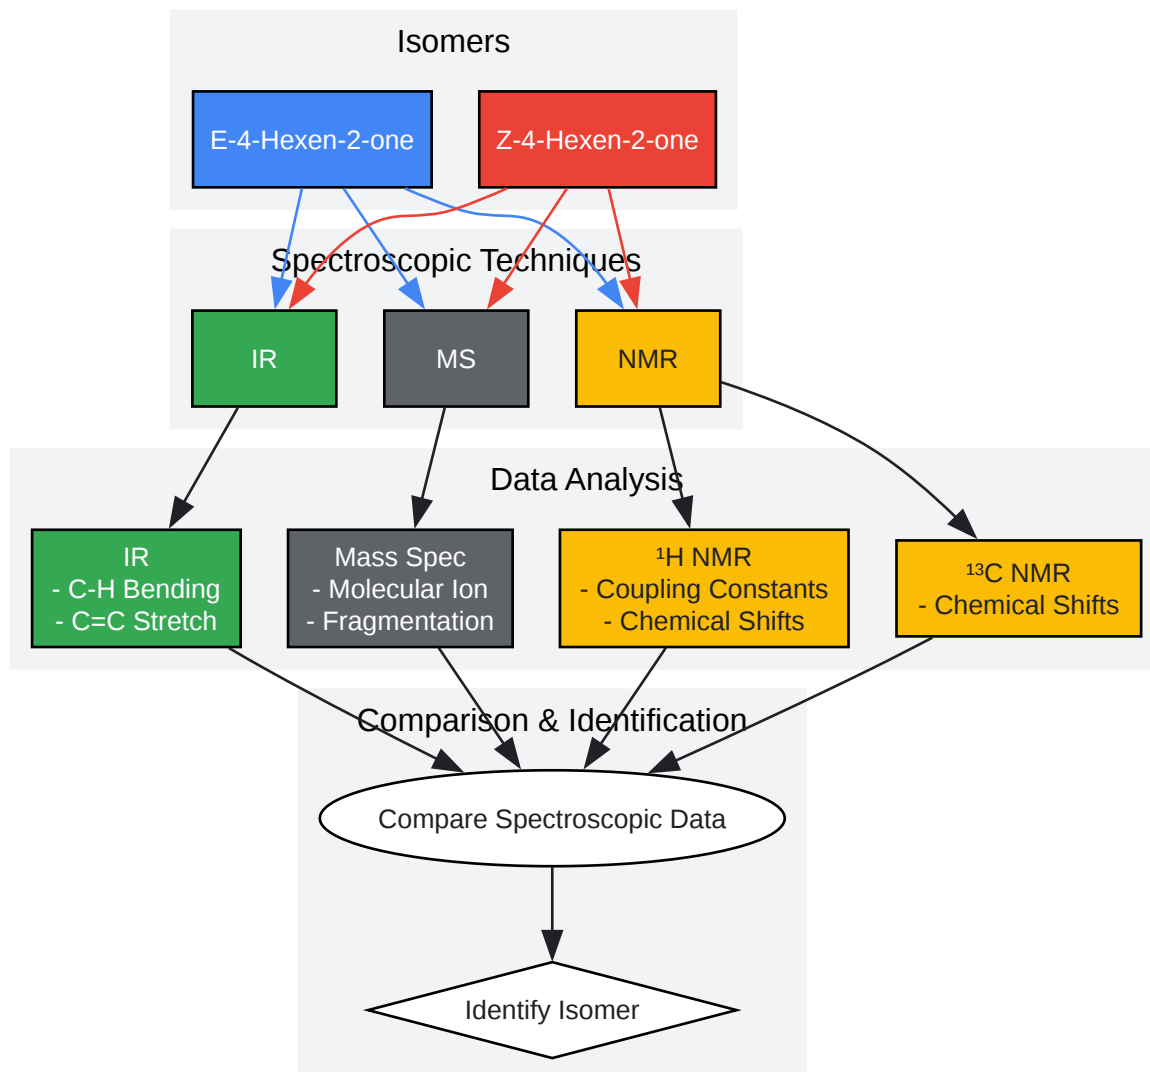 Isomers
E-4-Hexen-2-one
Z-4-Hexen-2-one
Spectroscopic Techniques
IR
MS
NMR
Data Analysis
IR
- C-H Bending
- C=C Stretch
Mass Spec
- Molecular Ion
- Fragmentation
¹H NMR
- Coupling Constants
- Chemical Shifts
¹³C NMR
- Chemical Shifts
Comparison & Identification
Compare Spectroscopic Data
Identify Isomer